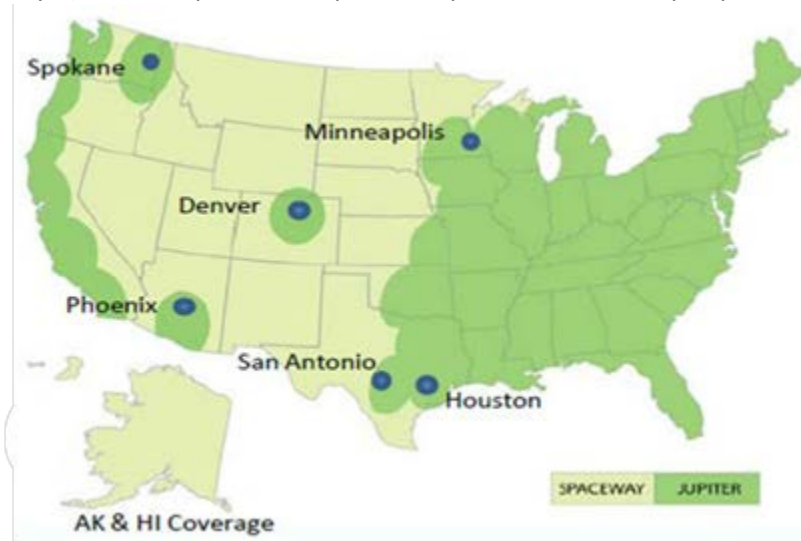 Spokane
Minneapolis
Denver
Phoenix
San Antonio
Houston
SPACEWAY JUPITER
AK & HI Coverage